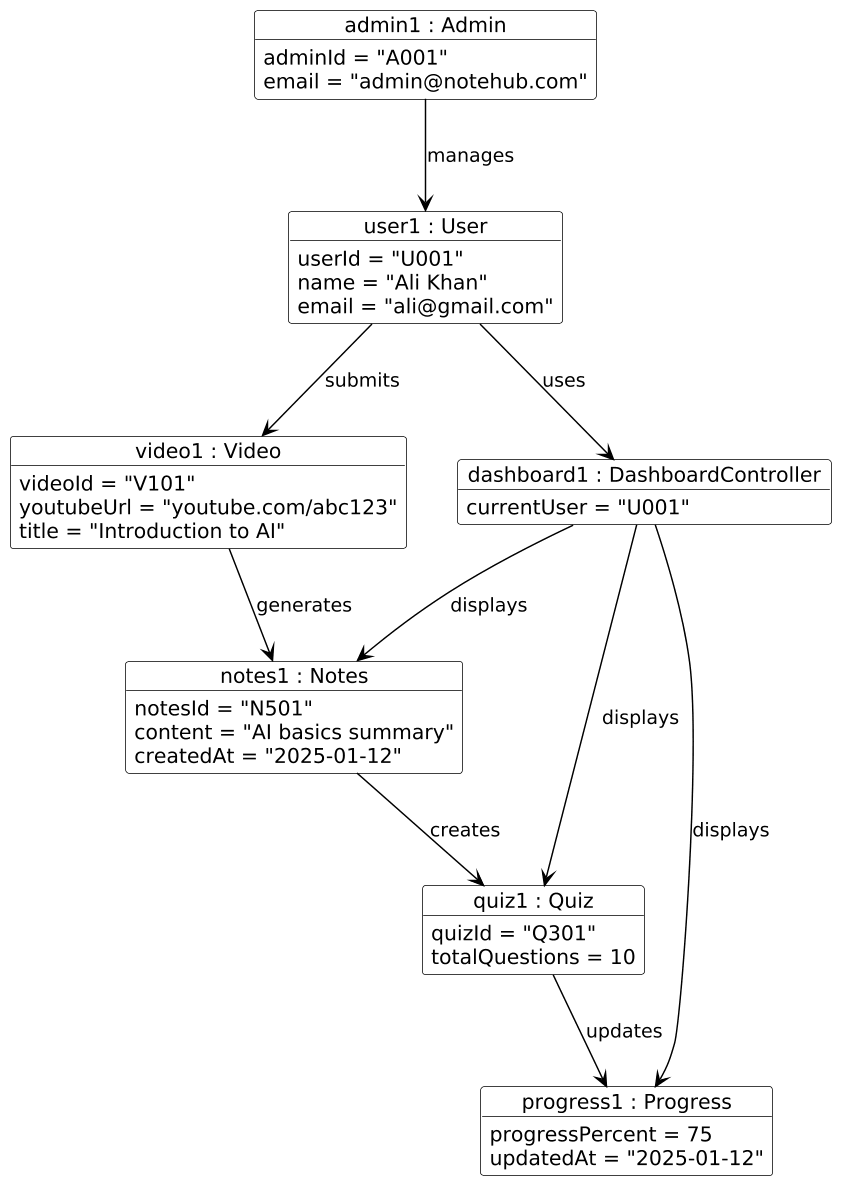 admin1 : Admin
adminId = "A001"
email = "admin@notehub.com"
manages
user1 : User
userId = "U001"
name = "Ali Khan"
email = "ali@gmail.com"
submits
uses
video1 : Video
videoId = "V101"
youtubeUrl = "youtube.com/abc123"
title = "Introduction to AI"
dashboard1 : DashboardController
currentUser = "U001"
generates
displays
notes1 : Notes
notesId = "N501"
content = "AI basics summary"
createdAt = "2025-01-12"
displays
creates
displays
quiz1 : Quiz
quizId = "Q301"
totalQuestions = 10
updates
progress1 : Progress
progressPercent = 75
updatedAt = "2025-01-12"